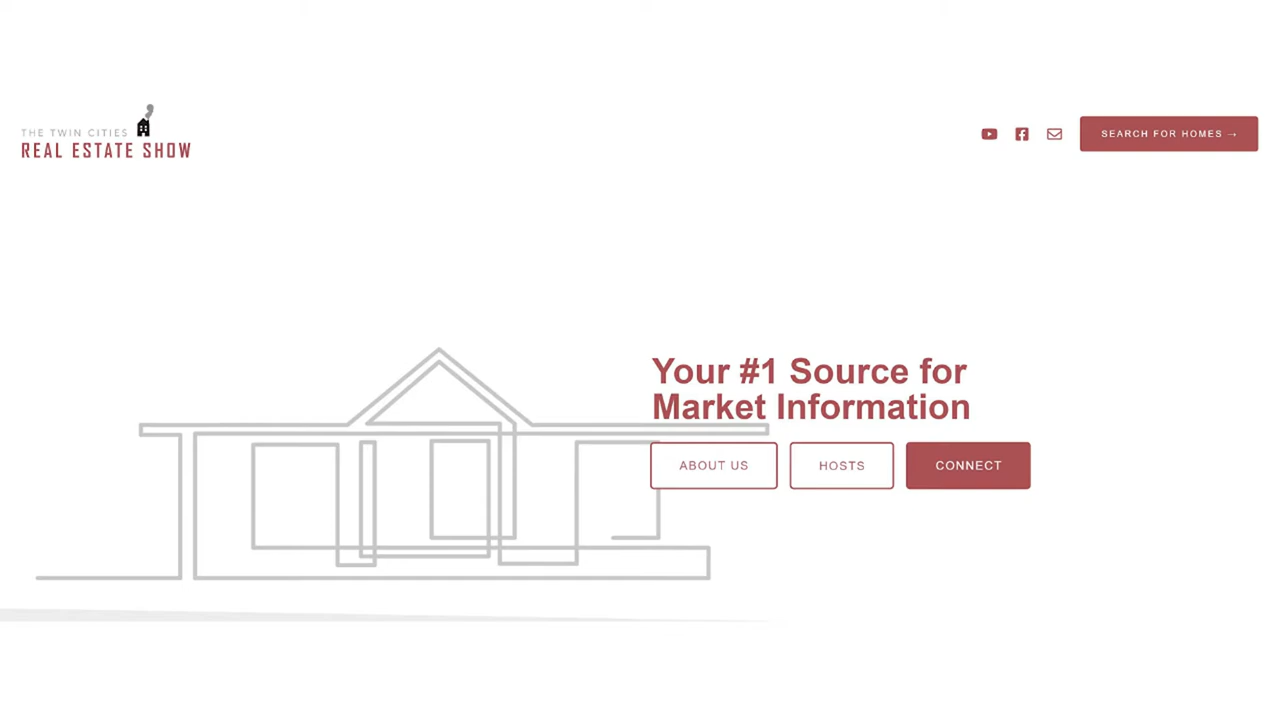 THE TWIN CITIES
REAL ESTATE SHOW
SEARCH FOR HOMES →
Your #1 Source for
Market Information
ABOUT US
HOSTS
CONNECT